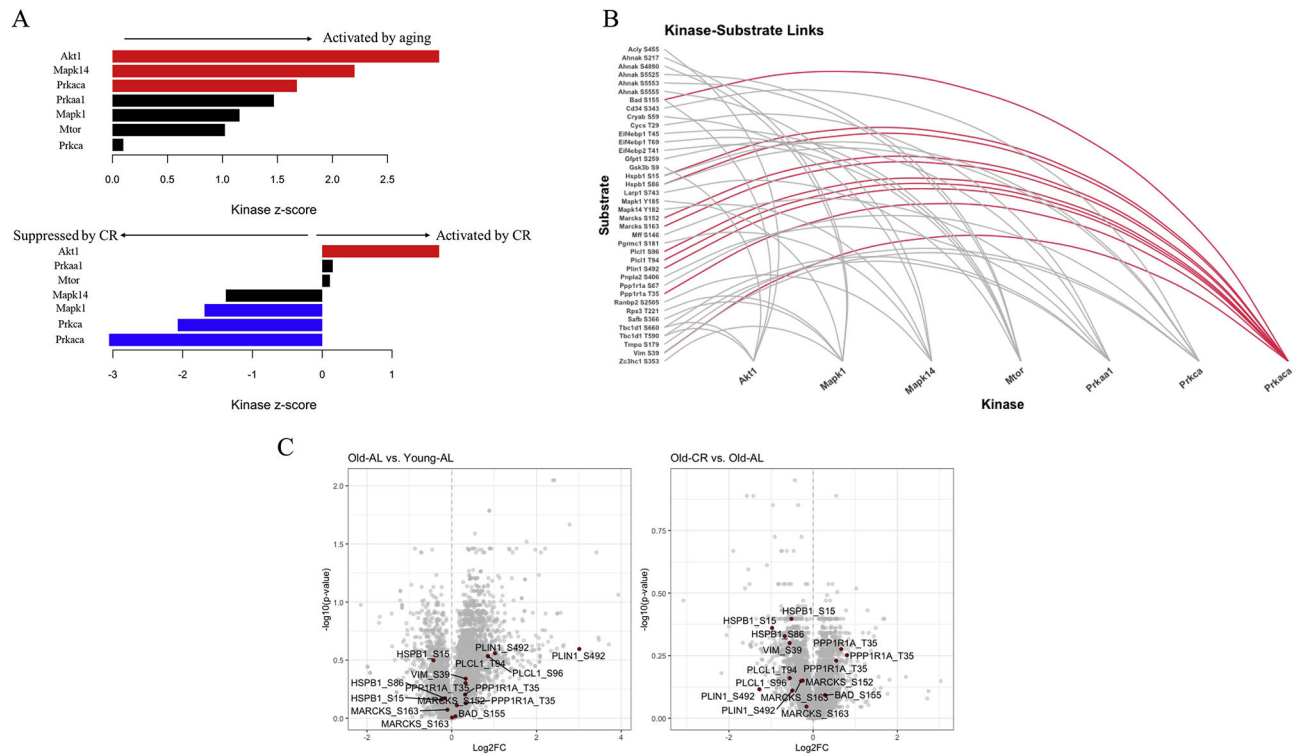 A
Activated by aging
Akt1
Mapk14
Prkaca
Prkaa1
Mapk1
Mtor
Prkca
0.0 0.5 1.0 1.5 2.0 2.5
Kinase z-score
Suppressed by CR
Activated by CR
Akt1
Prkaa1
Mtor
Mapk14
Mapk1
Prkca
Prkaca
-3 -2 -1 0 1
Kinase z-score
B
Kinase-Substrate Links
Substrate
Acly S455
Ahnak S217
Ahnak S4890
Ahnak S5525
Ahnak S5553
Ahnak S5555
Bad S155
Cd34 S343
Cryab S59
Cycs T29
Eif4ebp1 T45
Eif4ebp1 T69
Eif4ebp2 T41
Gfpt1 S259
Gsk3b S9
Hspb1 S15
Hspb1 S86
Larp1 S743
Mapk1 Y185
Mapk14 Y182
Marcks S152
Marcks S163
Mff S146
Pgrmc1 S181
Plcl1 S96
Plcl1 T94
Plin1 S492
Pnpla2 S406
Ppp1r1a S67
Ppp1r1a T35
Ranbp2 S2505
Rps3 T221
Safb S366
Tbc1d1 S660
Tbc1d1 T590
Tmpo S179
Vim S39
Zc3hc1 S353
Akt1
Mapk1
Mapk14
Mtor
Prkaa1
Prkca
Prkaca
Kinase
C
Old-AL vs. Young-AL
-log10(p-value)
2.0
1.5
1.0
0.5
0.0
HSPB1_S15
PLIN1_S492
PLIN1_S492
PLCL1_T94
PLCL1_S96
VIM_S39
HSPB1_S86
PPP1R1A_T35
PPP1R1A_T35
HSPB1_S15
MARCKS_S152
PPP1R1A_T35
MARCKS_S163
BAD_S155
MARCKS_S163
-2 0 2 4
Log2FC
Old-CR vs. Old-AL
-log10(p-value)
0.75
0.50
0.25
0.00
HSPB1_S15
HSPB1_S15
HSPB1_S86
VIM_S39
PPP1R1A_T35
PPP1R1A_T35
PLCL1_T94
PPP1R1A_T35
PLCL1_S96
MARCKS_S152
PLIN1_S492
MARCKS_S163
BAD_S155
PLIN1_S492
MARCKS_S163
-2 0 2
Log2FC